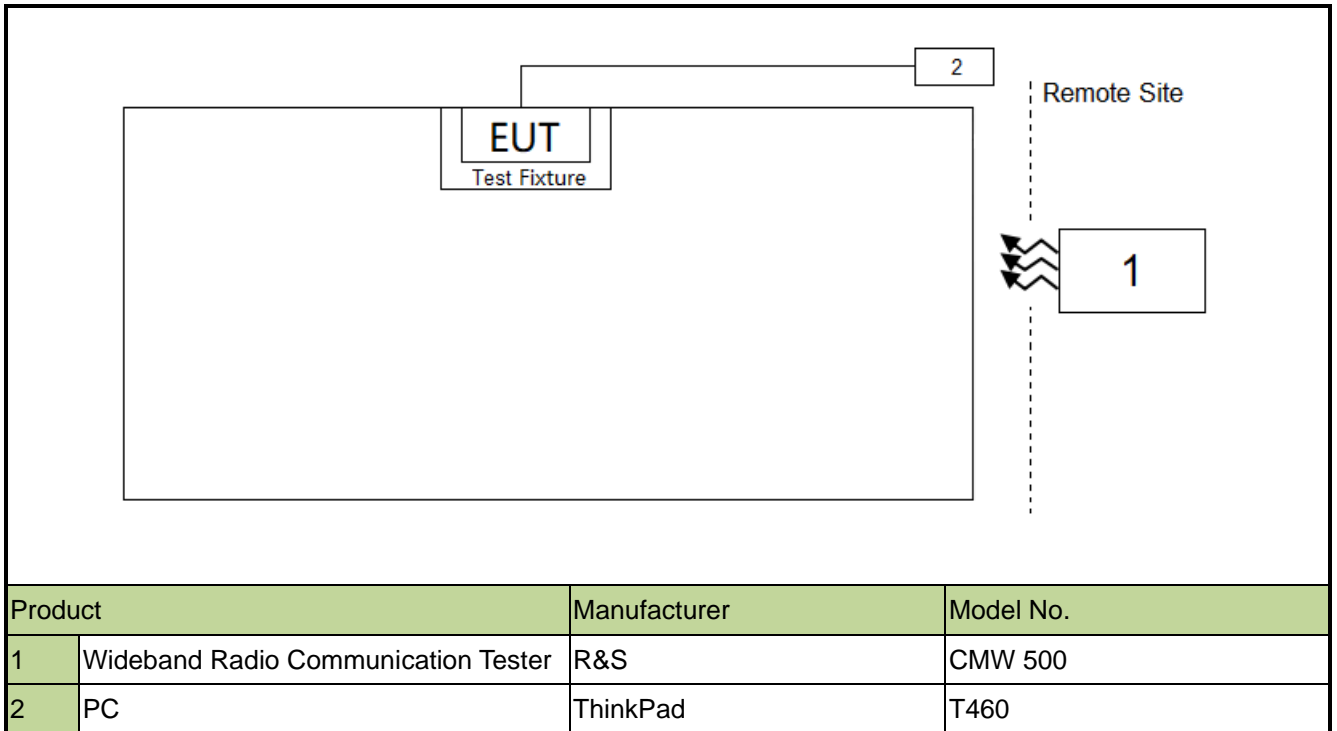 2
Remote Site
EUT
Test Fixture
1
Product Manufacturer Model No.
1 Wideband Radio Communication Tester R&S CMW 500
2 PC ThinkPad T460